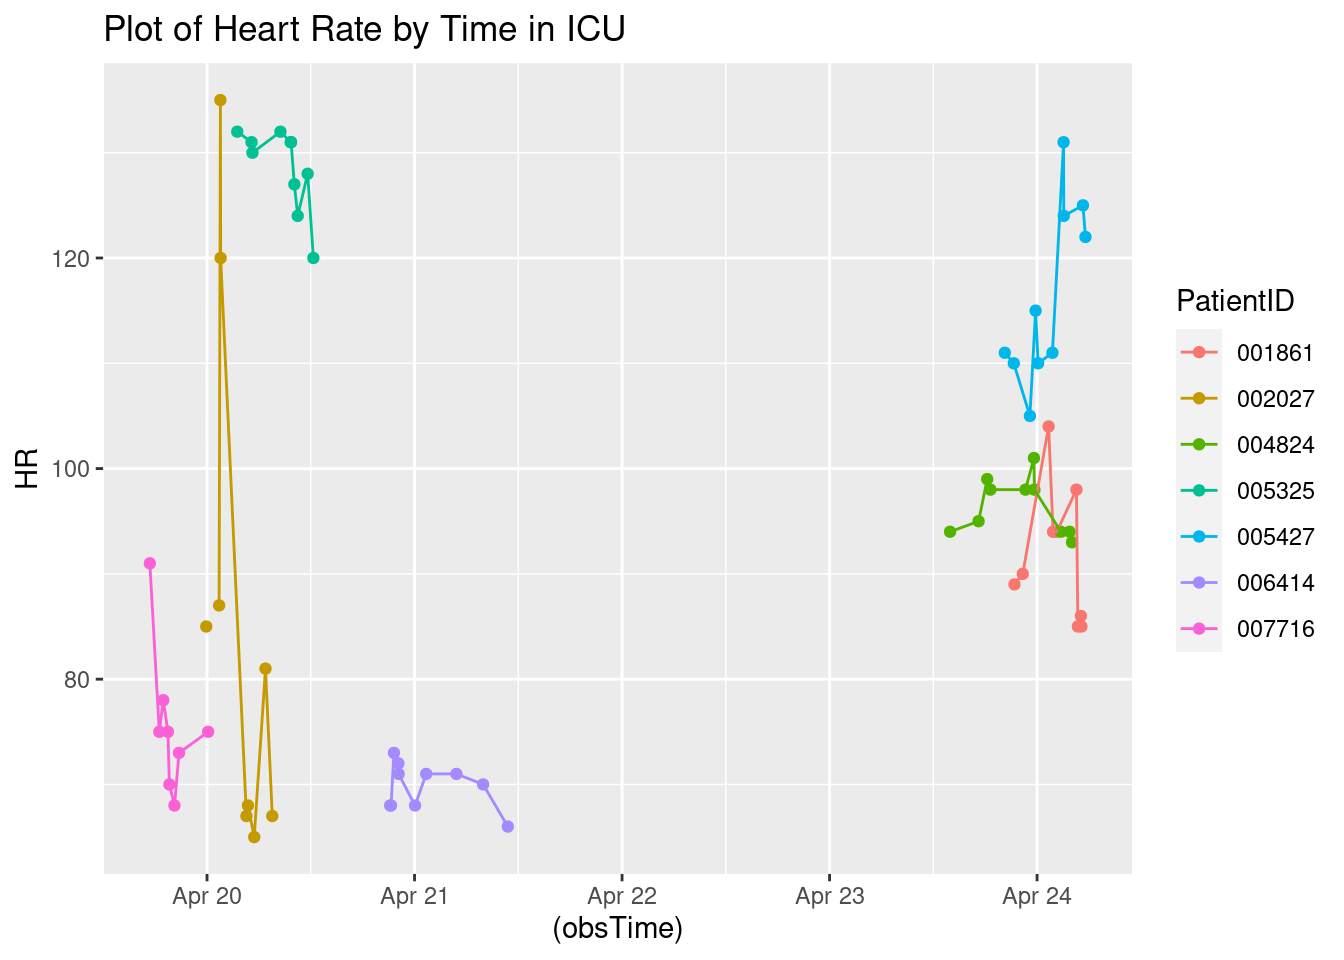 Plot of Heart Rate by Time in ICU
HR
120
100
80
Apr 20
Apr 21
Apr 22
Apr 23
Apr 24
(obsTime)
PatientID
001861
002027
004824
005325
005427
006414
007716